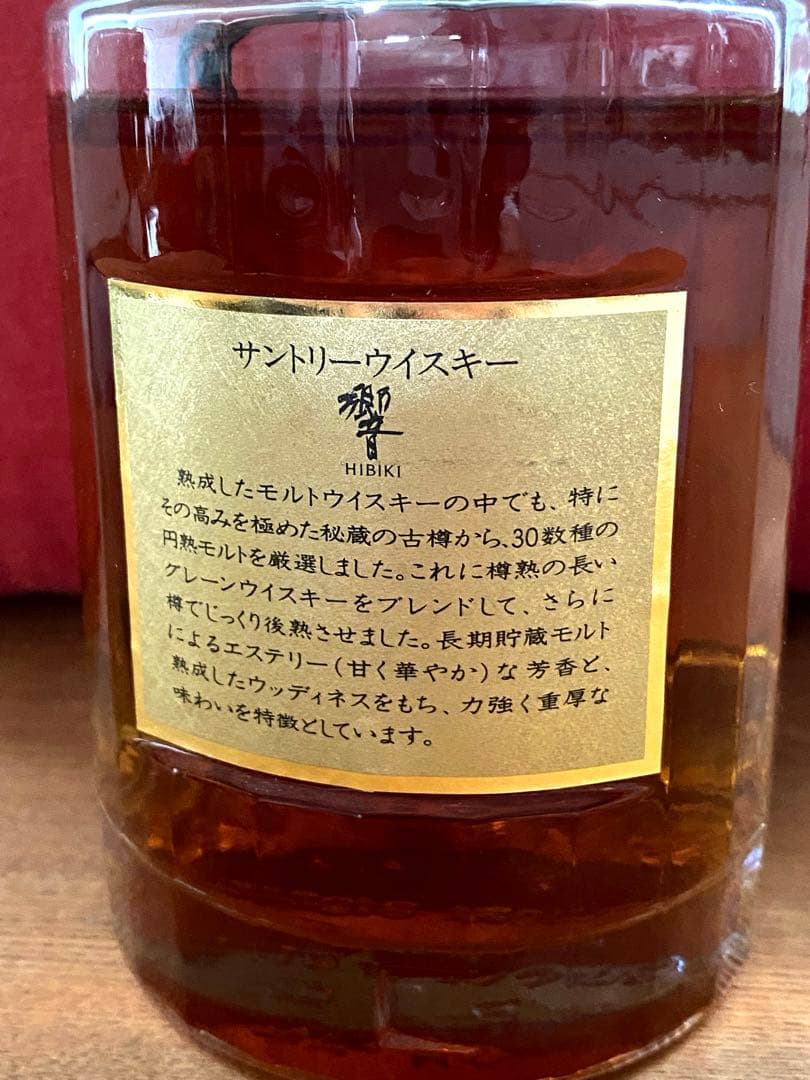 サントリーウイスキー
響
HIBIKI
熟成したモルトウイスキーの中でも、特に
その高みを極めた秘蔵の古樽から、30数種の
円熟モルトを厳選しました。これに樽熟の長い
グレーンウイスキーをブレンドして、さらに
樽でじっくり後熟させました。長期貯蔵モルト
によるエステリー(甘く華やか)な芳香と、
熟成したウッディネスをもち、力強く重厚な
味わいを特徴としています。